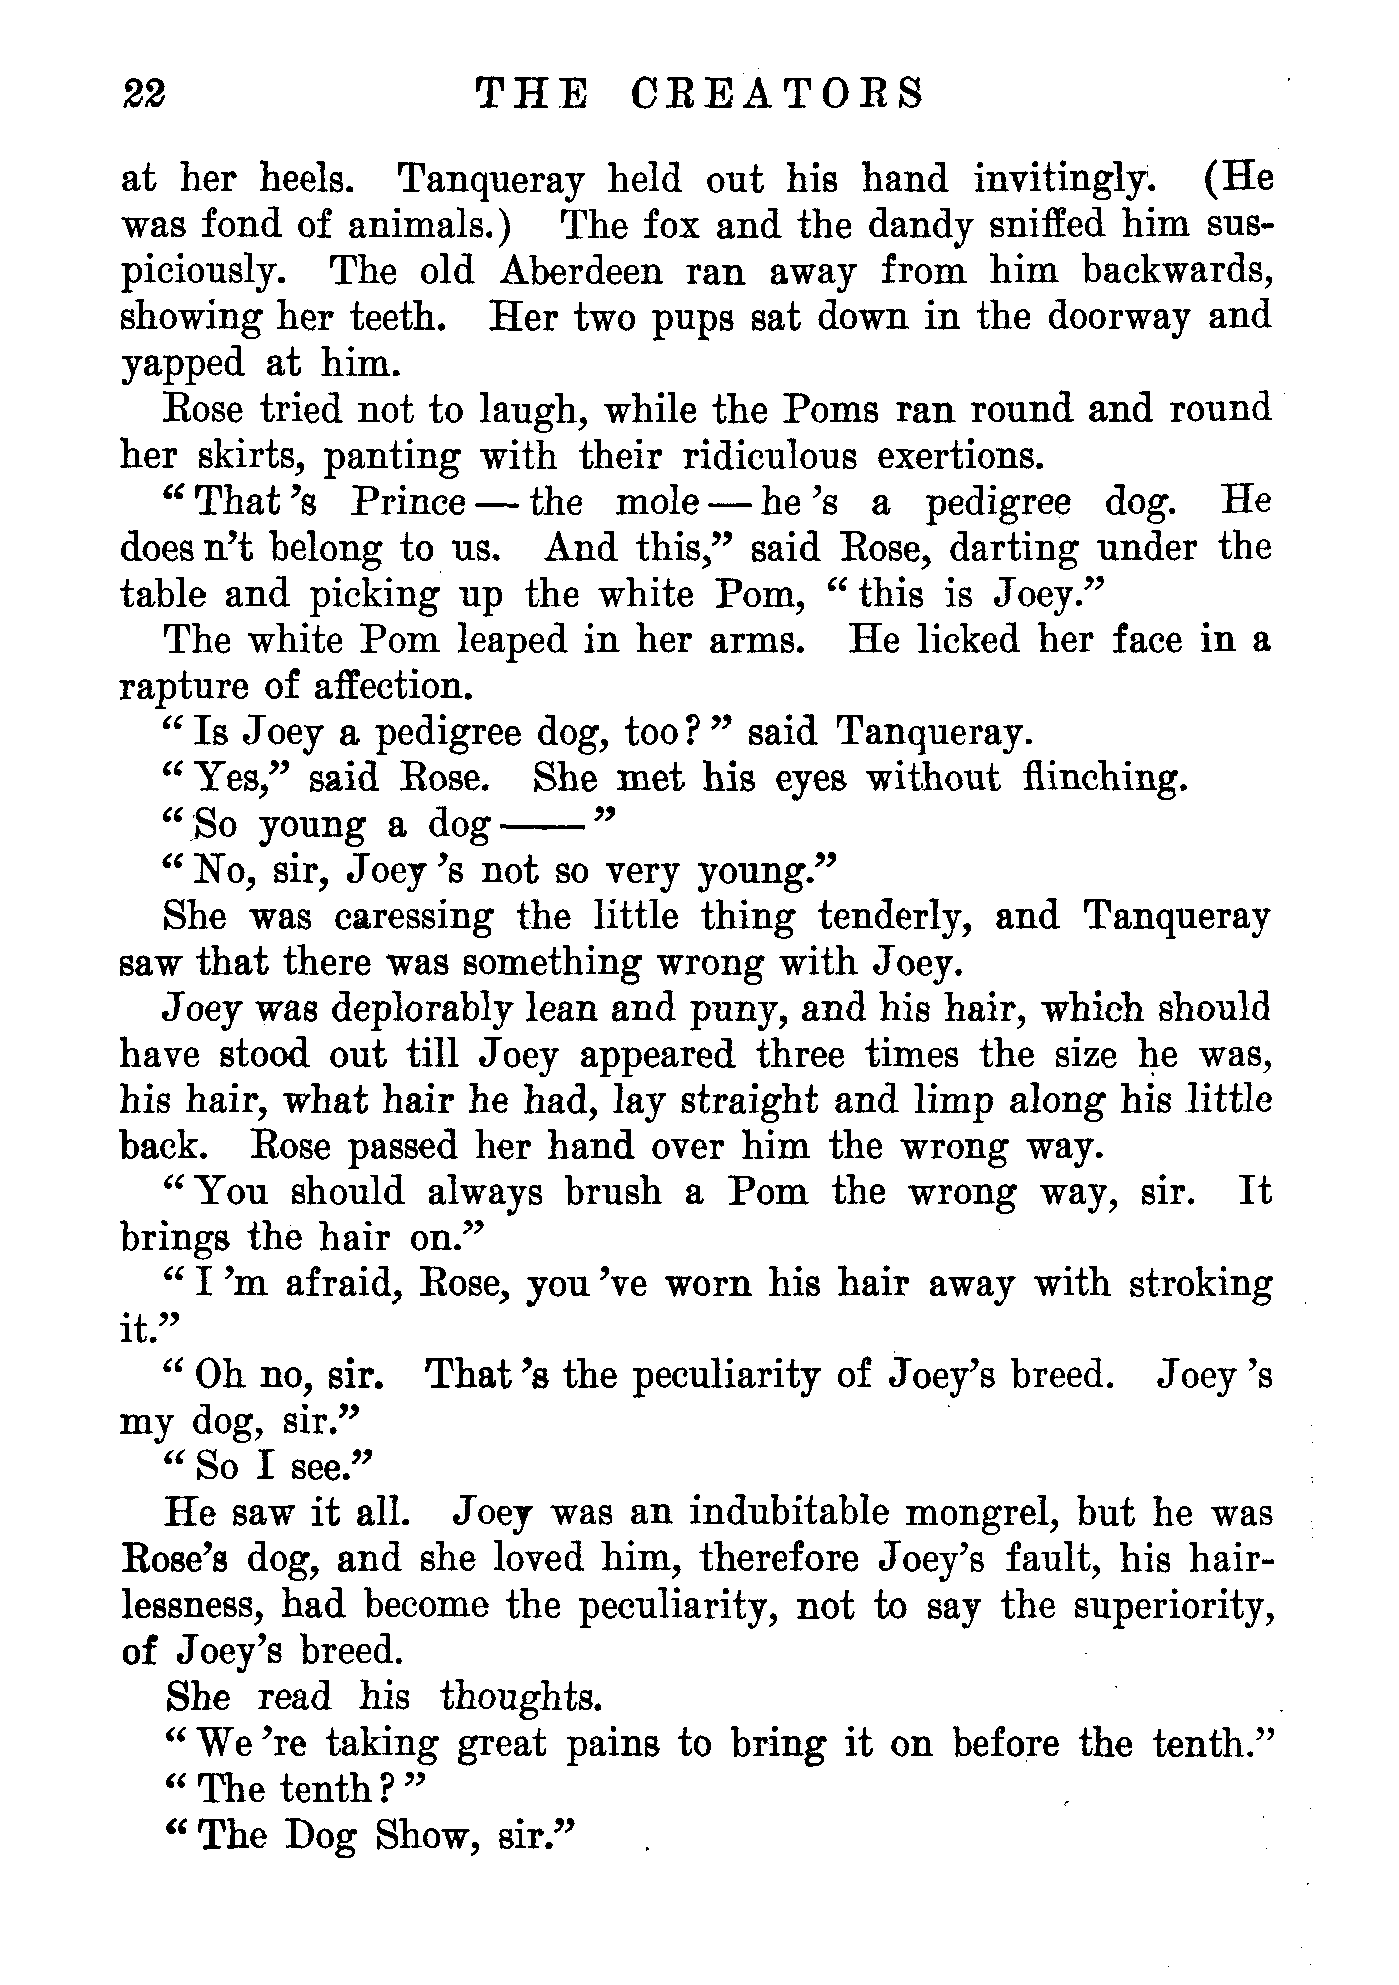 22 THE CREATORS
at her heels. Tanqueray held out his hand invitingly. (He
was fond of animals.) The fox and the dandy sniffed him sus-
piciously. The old Aberdeen ran away from him backwards,
showing her teeth. Her two pups sat down in the doorway and
yapped at him.
Rose tried not to laugh, while the Poms ran round and round
her skirts, panting with their ridiculous exertions.
“ That ’s Prince — the mole — he ’s a pedigree dog. He
does n’t belong to us. And this,” said Rose, darting under the
table and picking up the white Pom, “ this is Joey.”
The white Pom leaped in her arms. He licked her face in a
rapture of affection.
“ Is Joey a pedigree dog, too? ” said Tanqueray.
“ Yes,” said Rose. She met his eyes without flinching.
“ So young a dog —— ”
“ No, sir, Joey ’s not so very young.”
She was caressing the little thing tenderly, and Tanqueray
saw that there was something wrong with Joey.
Joey was deplorably lean and puny, and his hair, which should
have stood out till Joey appeared three times the size he was,
his hair, what hair he had, lay straight and limp along his little
back. Rose passed her hand over him the wrong way.
“ You should always brush a Pom the wrong way, sir. It
brings the hair on.”
“ I ’m afraid, Rose, you ’ve worn his hair away with stroking
it.”
“ Oh no, sir. That ’s the peculiarity of Joey’s breed. Joey ’s
my dog, sir.”
“ So I see.”
He saw it all. Joey was an indubitable mongrel, but he was
Rose’s dog, and she loved him, therefore Joey’s fault, his hair-
lessness, had become the peculiarity, not to say the superiority,
of Joey’s breed.
She read his thoughts.
“ We ’re taking great pains to bring it on before the tenth.”
“ The tenth? ”
“ The Dog Show, sir.”